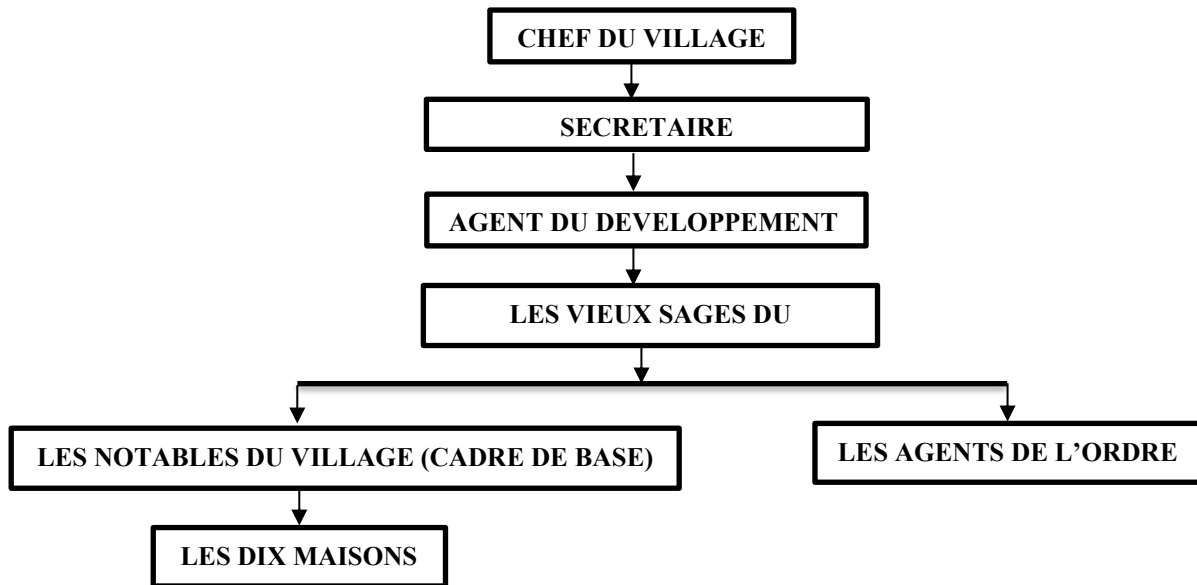 CHEF DU VILLAGE
SECRETAIRE
AGENT DU DEVELOPPEMENT
LES VIEUX SAGES DU
LES NOTABLES DU VILLAGE (CADRE DE BASE)
LES AGENTS DE L’ORDRE
LES DIX MAISONS